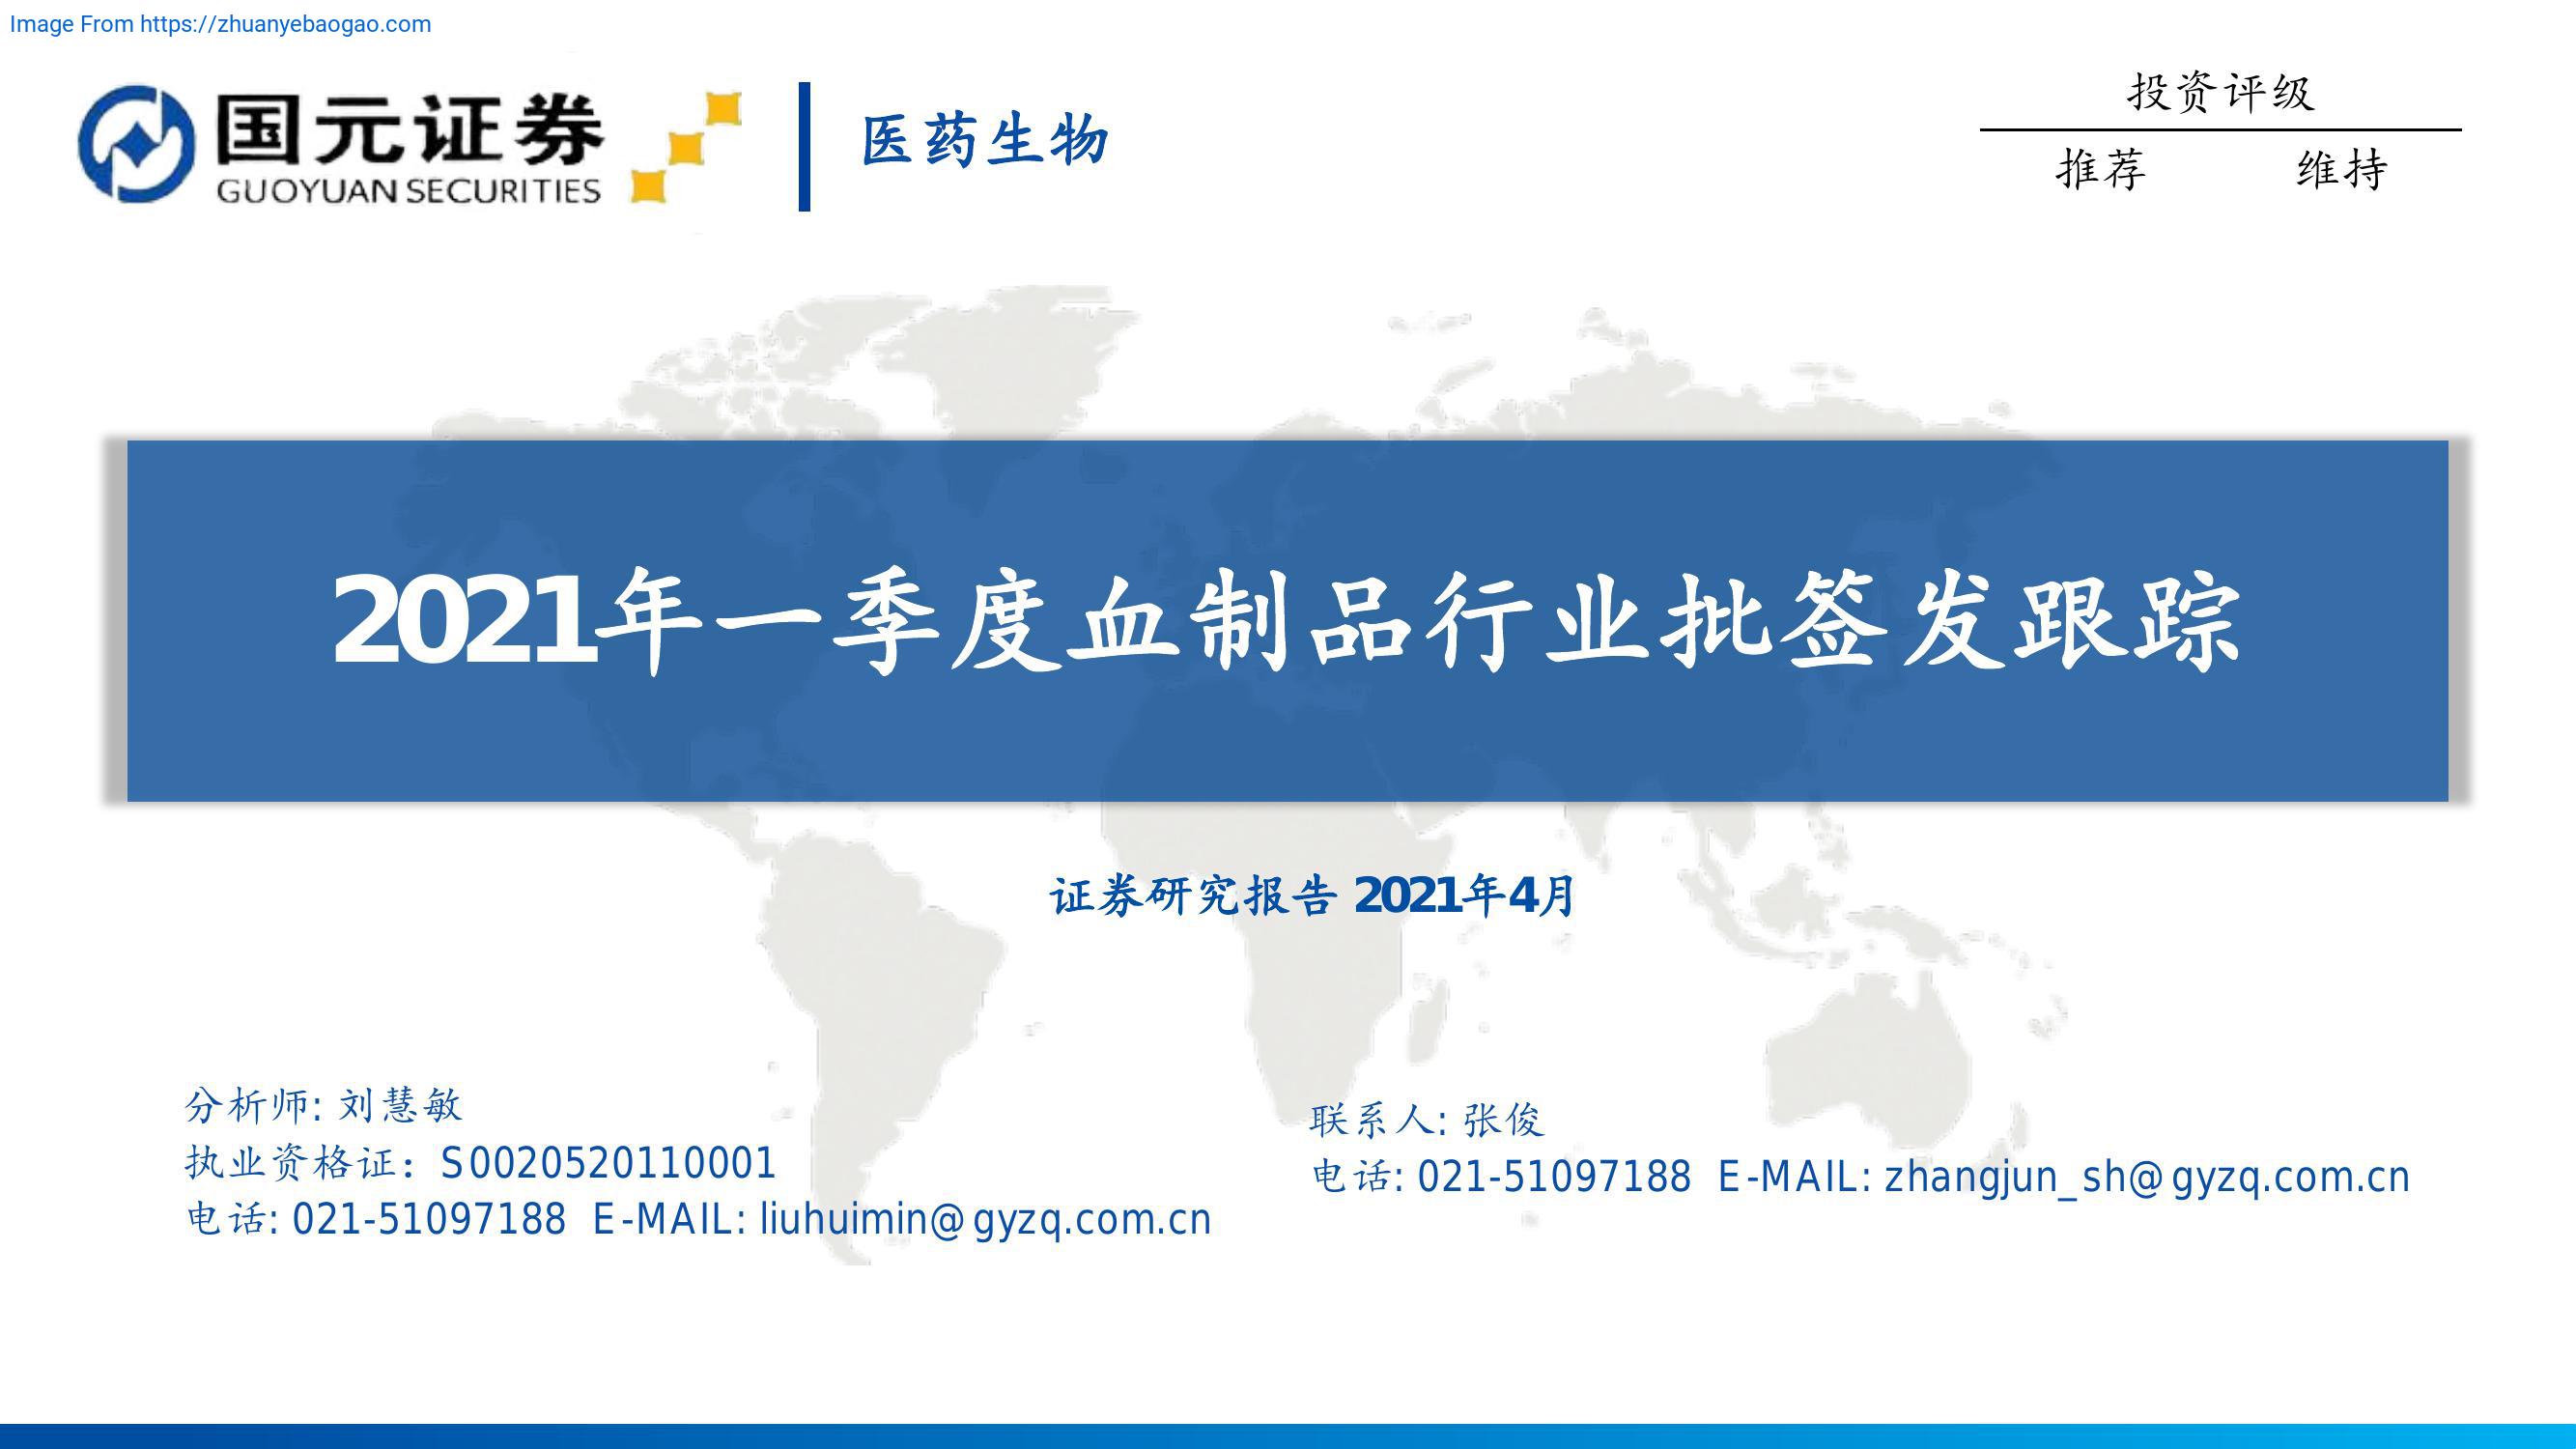 Image From https://zhuanyebaogao.com
国元证券
GUOYUAN SECURITIES
医药生物
投资评级
推荐 维持
2021年一季度血制品行业批签发跟踪
证券研究报告 2021年4月
分析师: 刘慧敏
执业资格证：S0020520110001
电话: 021-51097188 E-MAIL: liuhuimin@gyzq.com.cn
联系人: 张俊
电话: 021-51097188 E-MAIL: zhangjun_sh@gyzq.com.cn